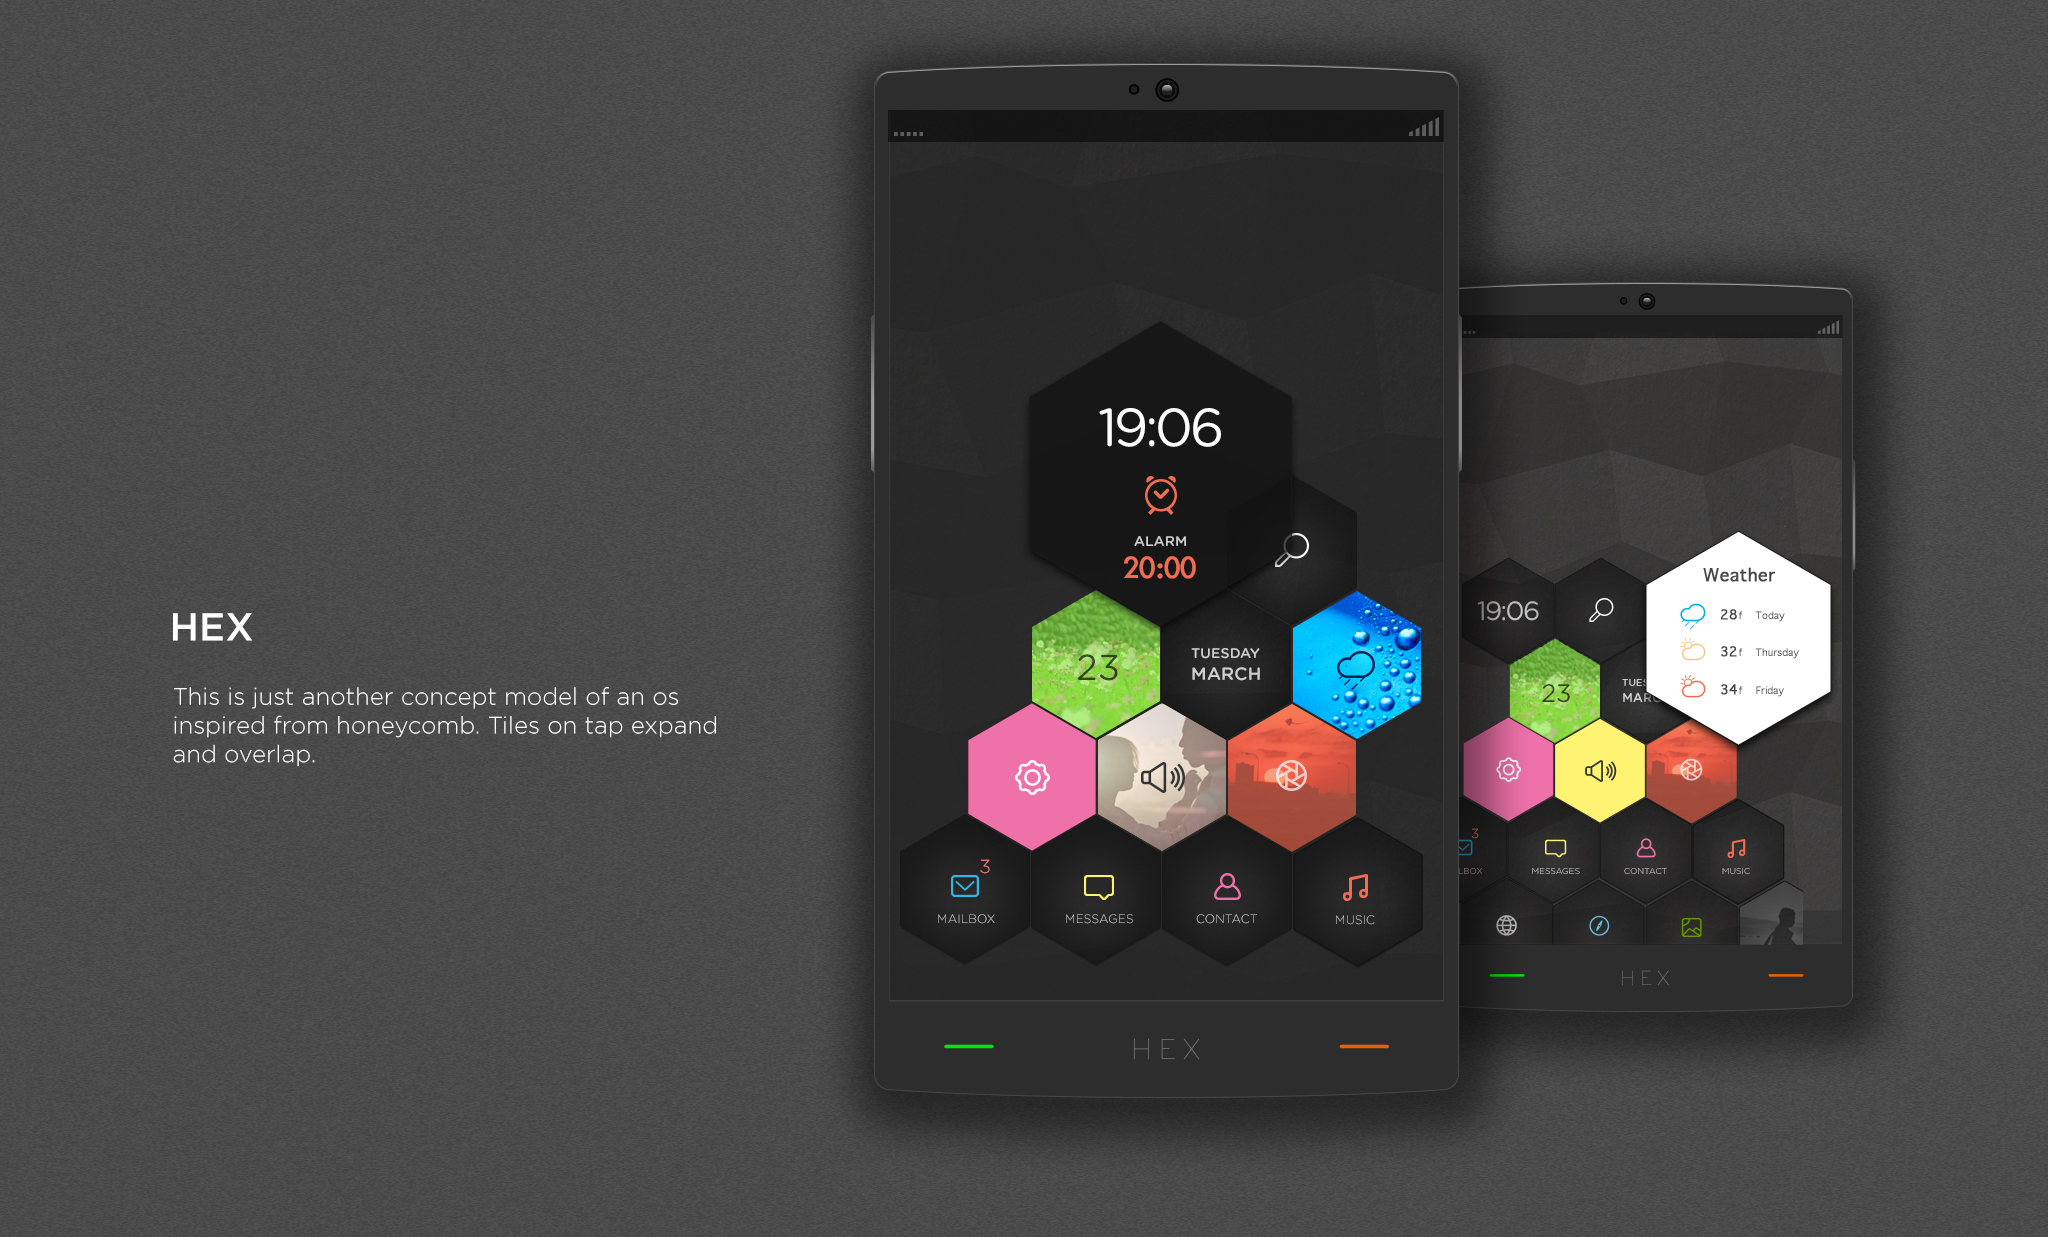 HEX
This is just another concept model of an os
inspired from honeycomb. Tiles on tap expand
and overlap.
19:06
ALARM
20:00
23
TUESDAY
MARCH
3
MAILBOX
MESSAGES
CONTACT
MUSIC
HEX
19:06
Weather
28f Today
32f Thursday
34f Friday
23
TUES
MARC
3
LBOX
MESSAGES
CONTACT
MUSIC
HEX